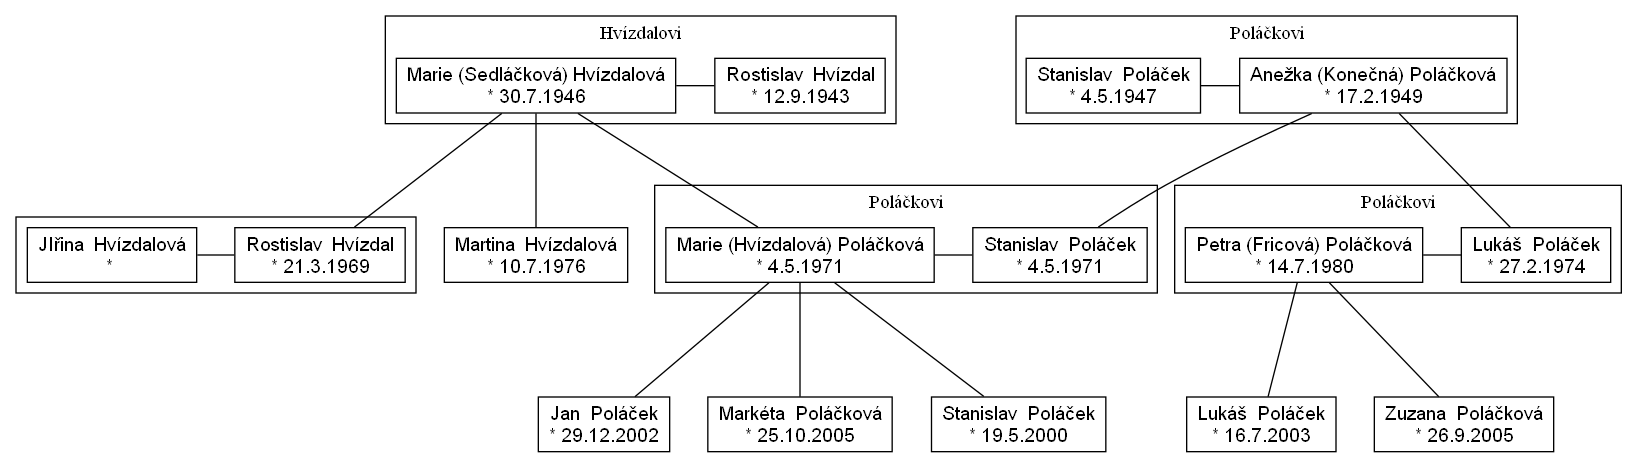 Hvízdalovi
Marie (Sedláčková) Hvízdalová
* 30.7.1946
Rostislav Hvízdal
* 12.9.1943
Poláčkovi
Stanislav Poláček
* 4.5.1947
Anežka (Konečná) Poláčková
* 17.2.1949
JIřina Hvízdalová
*
Rostislav Hvízdal
* 21.3.1969
Martina Hvízdalová
* 10.7.1976
Poláčkovi
Marie (Hvízdalová) Poláčková
* 4.5.1971
Stanislav Poláček
* 4.5.1971
Poláčkovi
Petra (Fricová) Poláčková
* 14.7.1980
Lukáš Poláček
* 27.2.1974
Jan Poláček
* 29.12.2002
Markéta Poláčková
* 25.10.2005
Stanislav Poláček
* 19.5.2000
Lukáš Poláček
* 16.7.2003
Zuzana Poláčková
* 26.9.2005